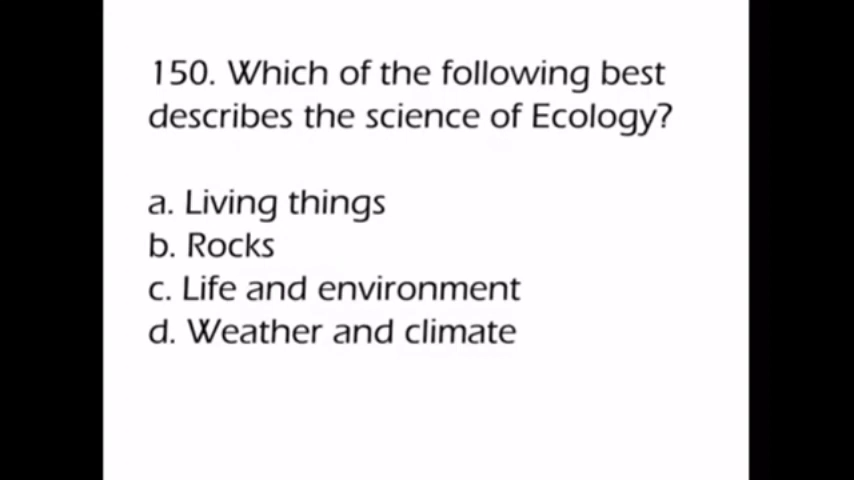 150. Which of the following best
describes the science of Ecology?
a. Living things
b. Rocks
c. Life and environment
d. Weather and climate